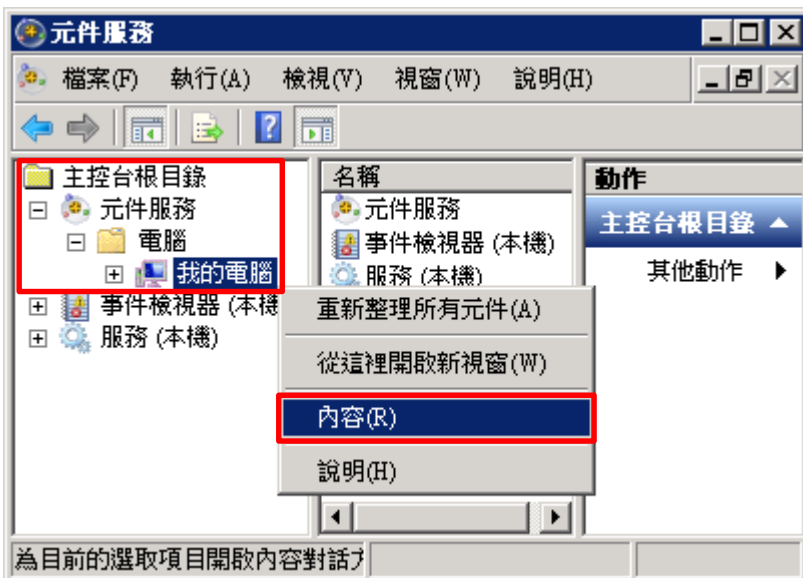 元件服務
檔案(F) 執行(A) 檢視(V) 視窗(W) 說明(H)
主控台根目錄
元件服務
電腦
我的電腦
事件檢視器 (本機
服務 (本機)
名稱
元件服務
事件檢視器 (本機)
服務 (本機)
動作
主控台根目錄
其他動作
重新整理所有元件(A)
從這裡開啟新視窗(W)
內容(R)
說明(H)
為目前的選取項目開啟內容對話